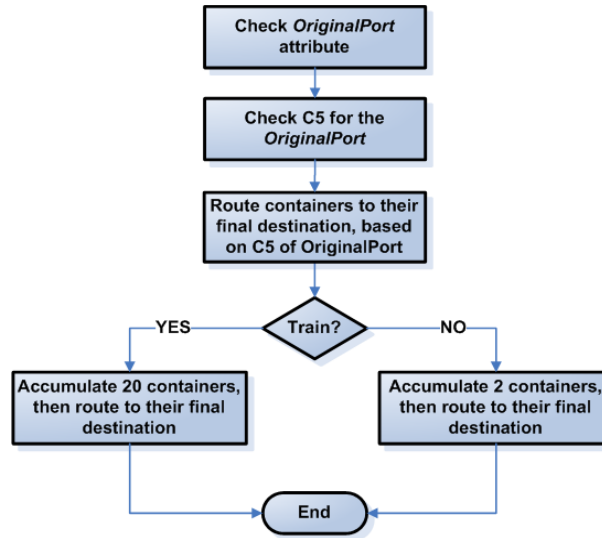 Check OriginalPort
attribute
Check C5 for the
OriginalPort
Route containers to their
final destination, based
on C5 of OriginalPort
Train?
YES
NO
Accumulate 20 containers,
then route to their final
destination
Accumulate 2 containers,
then route to their final
destination
End